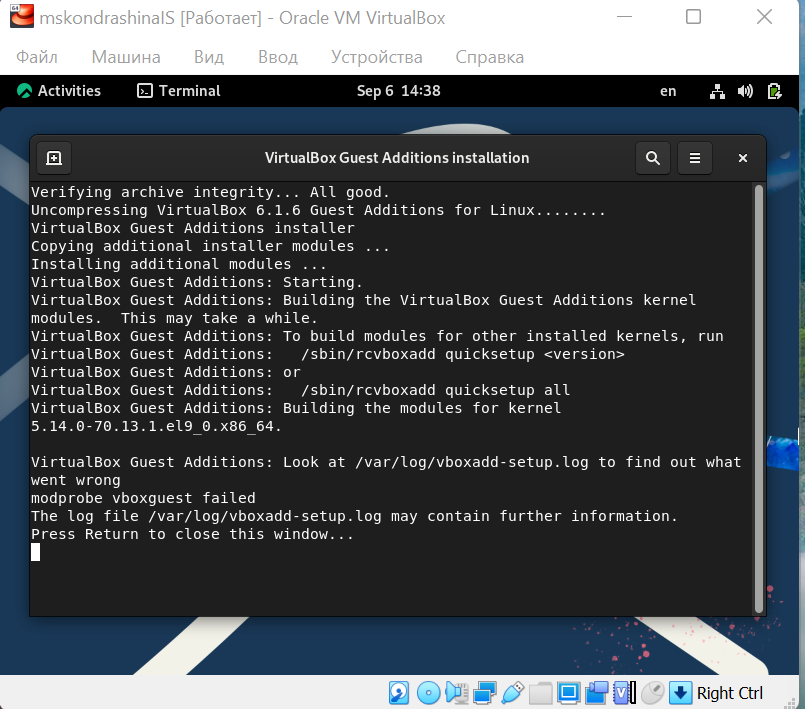 64
mskondrashinaIS [Работает] - Oracle VM VirtualBox
Файл Машина Вид Ввод Устройства Справка
Activities Terminal Sep 6 14:38 en
VirtualBox Guest Additions installation
Verifying archive integrity... All good.
Uncompressing VirtualBox 6.1.6 Guest Additions for Linux........
VirtualBox Guest Additions installer
Copying additional installer modules ...
Installing additional modules ...
VirtualBox Guest Additions: Starting.
VirtualBox Guest Additions: Building the VirtualBox Guest Additions kernel
modules.  This may take a while.
VirtualBox Guest Additions: To build modules for other installed kernels, run
VirtualBox Guest Additions:   /sbin/rcvboxadd quicksetup <version>
VirtualBox Guest Additions: or
VirtualBox Guest Additions:   /sbin/rcvboxadd quicksetup all
VirtualBox Guest Additions: Building the modules for kernel
5.14.0-70.13.1.el9_0.x86_64.
VirtualBox Guest Additions: Look at /var/log/vboxadd-setup.log to find out what
went wrong
modprobe vboxguest failed
The log file /var/log/vboxadd-setup.log may contain further information.
Press Return to close this window...
Right Ctrl